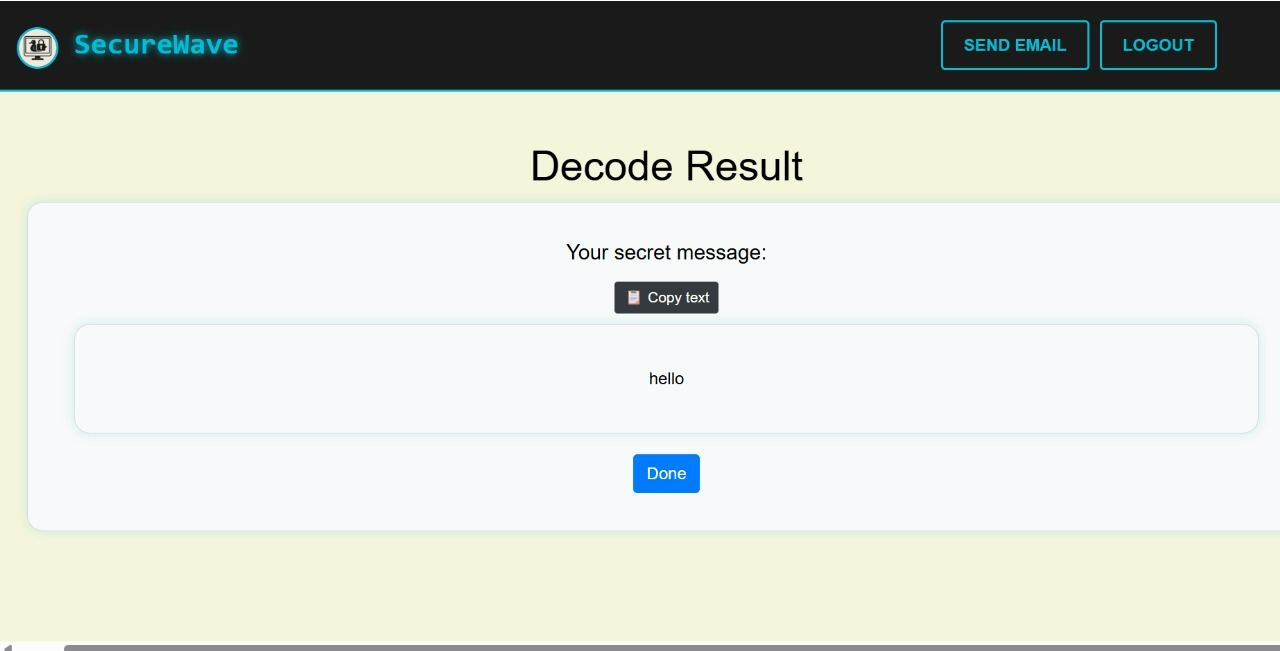 SecureWave
SEND EMAIL
LOGOUT
Decode Result
Your secret message:
Copy text
hello
Done